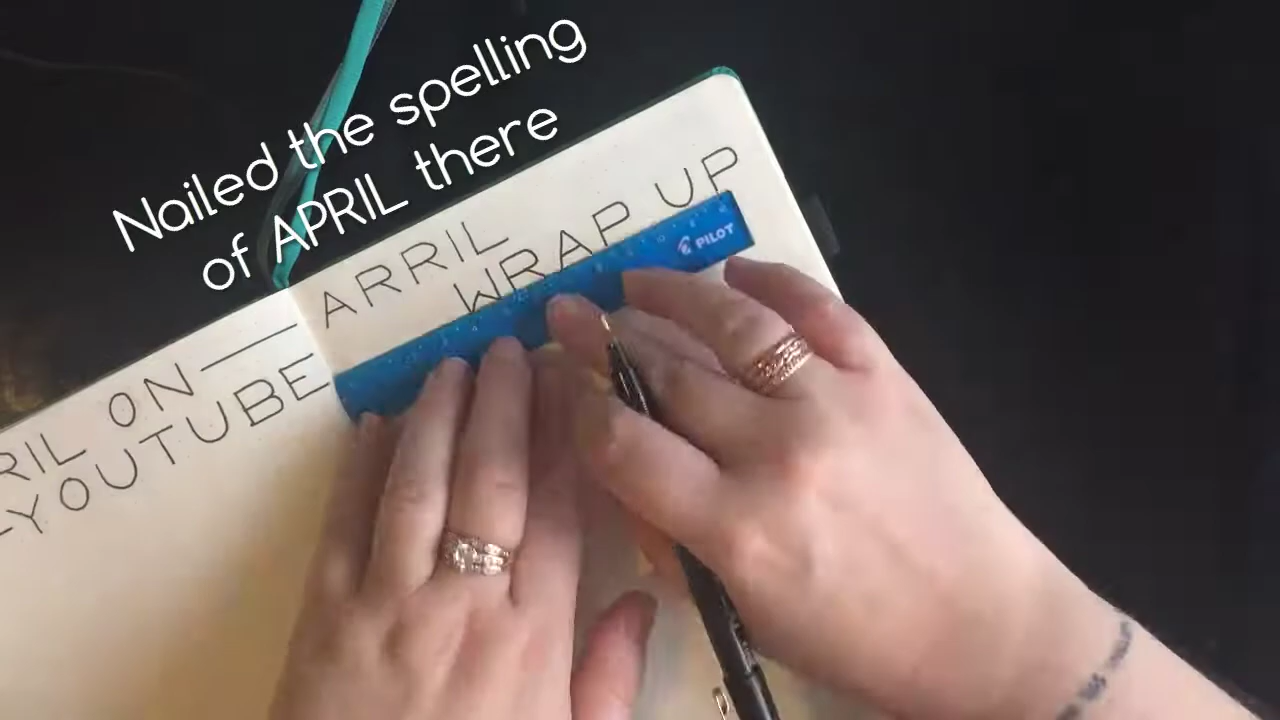 Nailed the spelling
of APRIL there
ARRIL
WRAP UP
PILOT
RIL ON
YOUTUBE